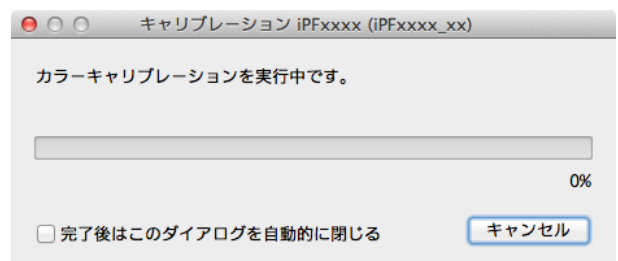 キャリブレーション iPFxxxx (iPFxxxx_xx)
カラーキャリブレーションを実行中です。
0%
完了後はこのダイアログを自動的に閉じる
キャンセル